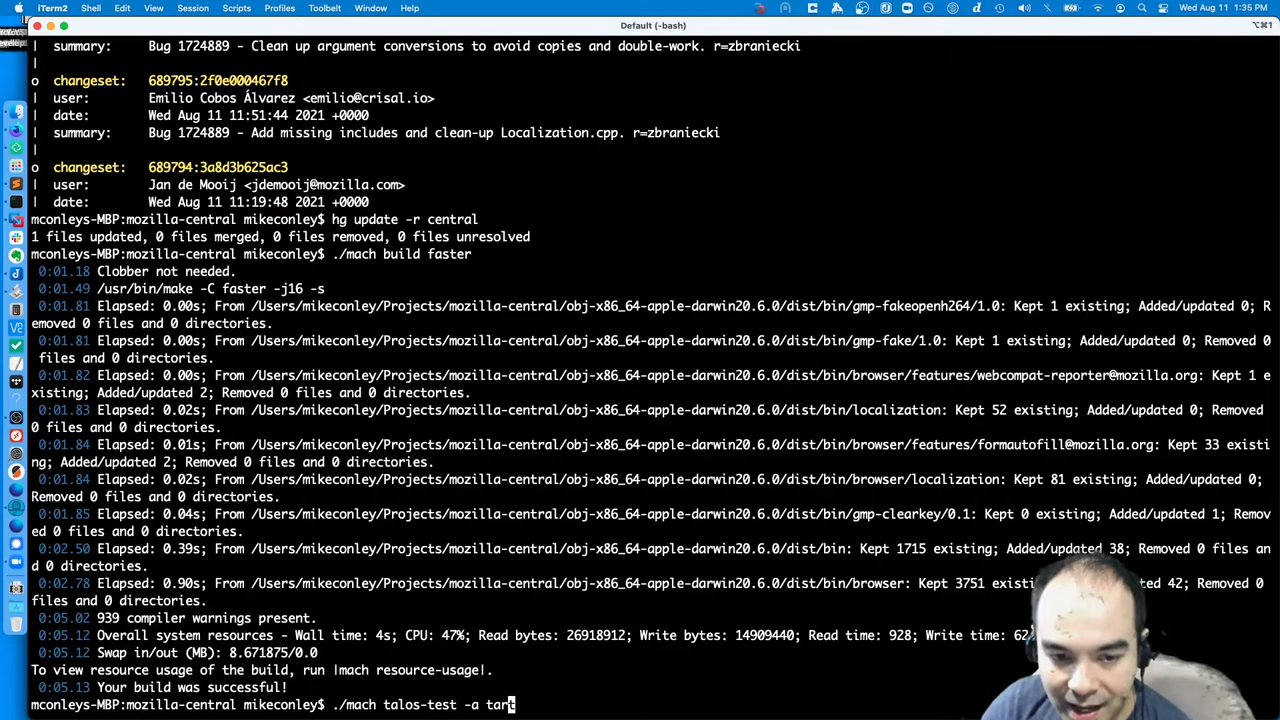 iTerm2 Shell Edit View Session Scripts Profiles Toolbelt Window Help Wed Aug 11 1:35 PM
Default (-bash) ⌥⌘1
| summary: Bug 1724889 - Clean up argument conversions to avoid copies and double-work. r=zbraniecki
|
o changeset: 689795:2f0e000467f8
| user: Emilio Cobos Álvarez <emilio@crisal.io>
| date: Wed Aug 11 11:51:44 2021 +0000
| summary: Bug 1724889 - Add missing includes and clean-up Localization.cpp. r=zbraniecki
|
o changeset: 689794:3a8d3b625ac3
| user: Jan de Mooij <jdemooij@mozilla.com>
| date: Wed Aug 11 11:19:48 2021 +0000
mconleys-MBP:mozilla-central mikeconley$ hg update -r central
1 files updated, 0 files merged, 0 files removed, 0 files unresolved
mconleys-MBP:mozilla-central mikeconley$ ./mach build faster
0:01.18 Clobber not needed.
0:01.49 /usr/bin/make -C faster -j16 -s
0:01.81 Elapsed: 0.00s; From /Users/mikeconley/Projects/mozilla-central/obj-x86_64-apple-darwin20.6.0/dist/bin/gmp-fakeopenh264/1.0: Kept 1 existing; Added/updated 0; R
emoved 0 files and 0 directories.
0:01.81 Elapsed: 0.00s; From /Users/mikeconley/Projects/mozilla-central/obj-x86_64-apple-darwin20.6.0/dist/bin/gmp-fake/1.0: Kept 1 existing; Added/updated 0; Removed 0
files and 0 directories.
0:01.82 Elapsed: 0.00s; From /Users/mikeconley/Projects/mozilla-central/obj-x86_64-apple-darwin20.6.0/dist/bin/browser/features/webcompat-reporter@mozilla.org: Kept 1 e
xisting; Added/updated 2; Removed 0 files and 0 directories.
0:01.83 Elapsed: 0.02s; From /Users/mikeconley/Projects/mozilla-central/obj-x86_64-apple-darwin20.6.0/dist/bin/localization: Kept 52 existing; Added/updated 0; Removed
0 files and 0 directories.
0:01.84 Elapsed: 0.01s; From /Users/mikeconley/Projects/mozilla-central/obj-x86_64-apple-darwin20.6.0/dist/bin/browser/features/formautofill@mozilla.org: Kept 33 existi
ng; Added/updated 2; Removed 0 files and 0 directories.
0:01.84 Elapsed: 0.02s; From /Users/mikeconley/Projects/mozilla-central/obj-x86_64-apple-darwin20.6.0/dist/bin/browser/localization: Kept 81 existing; Added/updated 0;
Removed 0 files and 0 directories.
0:01.85 Elapsed: 0.04s; From /Users/mikeconley/Projects/mozilla-central/obj-x86_64-apple-darwin20.6.0/dist/bin/gmp-clearkey/0.1: Kept 0 existing; Added/updated 1; Remov
ed 0 files and 0 directories.
0:02.50 Elapsed: 0.39s; From /Users/mikeconley/Projects/mozilla-central/obj-x86_64-apple-darwin20.6.0/dist/bin: Kept 1715 existing; Added/updated 38; Removed 0 files an
d 0 directories.
0:02.78 Elapsed: 0.90s; From /Users/mikeconley/Projects/mozilla-central/obj-x86_64-apple-darwin20.6.0/dist/bin/browser: Kept 3751 existi ed 42; Removed 0
files and 0 directories.
0:05.02 939 compiler warnings present.
0:05.12 Overall system resources - Wall time: 4s; CPU: 47%; Read bytes: 26918912; Write bytes: 14909440; Read time: 928; Write time: 62
0:05.12 Swap in/out (MB): 8.671875/0.0
To view resource usage of the build, run |mach resource-usage|.
0:05.13 Your build was successful!
mconleys-MBP:mozilla-central mikeconley$ ./mach talos-test -a tart